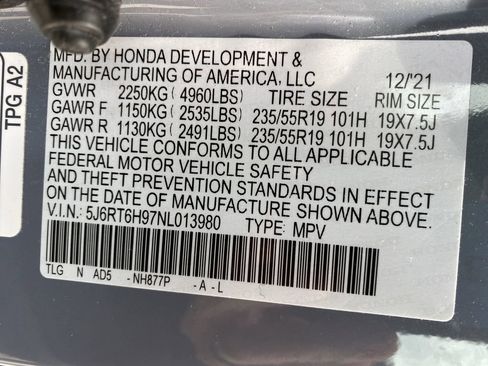 TPG A2
MFD. BY HONDA DEVELOPMENT &
MANUFACTURING OF AMERICA, LLC 12/'21
GVWR 2250KG (4960LBS) TIRE SIZE RIM SIZE
GAWR F 1150KG (2535LBS) 235/55R19 101H 19X7.5J
GAWR R 1130KG (2491LBS) 235/55R19 101H 19X7.5J
THIS VEHICLE CONFORMS TO ALL APPLICABLE
FEDERAL MOTOR VEHICLE SAFETY
AND THEFT PREVENTION STANDARDS IN EFFECT
ON THE DATE OF MANUFACTURE SHOWN ABOVE.
V.I.N.: 5J6RT6H97NL013980 TYPE: MPV
TLG N AD5 -NH877P -A-L